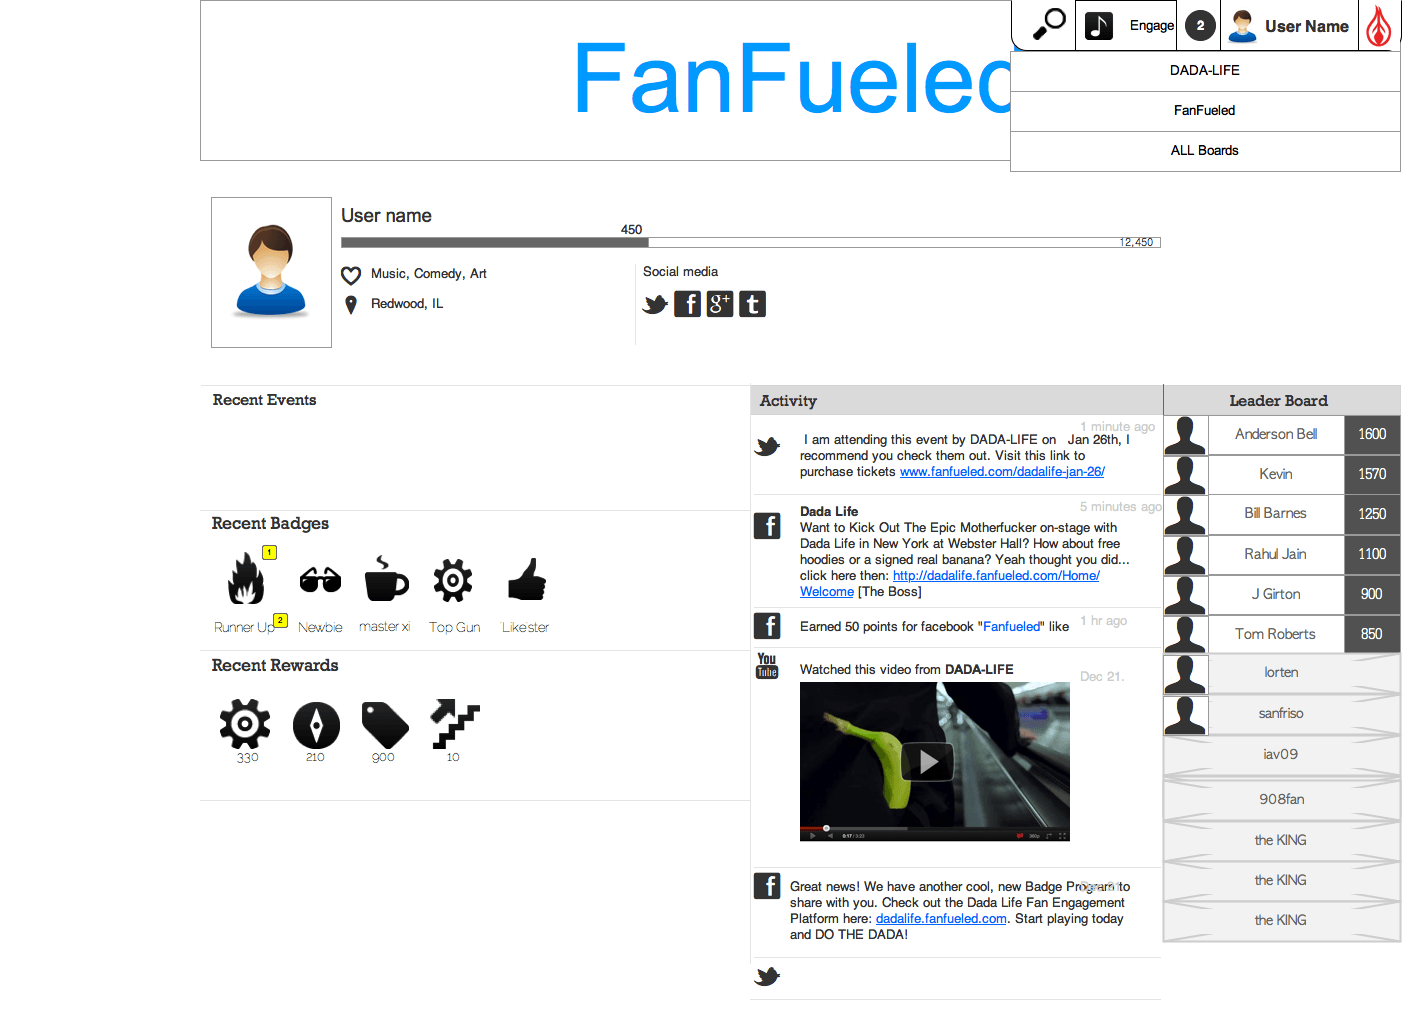 FanFueled
Engage
2
User Name
DADA-LIFE
FanFueled
ALL Boards
User name
450
12,450
Music, Comedy, Art
Redwood, IL
Social media
f
g+
t
Recent Events
Recent Badges
1
Runner Up
2
Newbie
master xi
Top Gun
'Like'ster
Recent Rewards
330
210
900
10
Activity
1 minute ago
I am attending this event by DADA-LIFE on Jan 26th, I
recommend you check them out. Visit this link to
purchase tickets www.fanfueled.com/dadalife-jan-26/
5 minutes ago
f
Dada Life
Want to Kick Out The Epic Motherfucker on-stage with
Dada Life in New York at Webster Hall? How about free
hoodies or a signed real banana? Yeah thought you did...
click here then: http://dadalife.fanfueled.com/Home/
Welcome [The Boss]
f
Earned 50 points for facebook "Fanfueled" like
1 hr ago
You
Tube
Watched this video from DADA-LIFE
Dec 21.
0:17 / 3:23
360p
f
Great news! We have another cool, new Badge Program to
Dec 21.
share with you. Check out the Dada Life Fan Engagement
Platform here: dadalife.fanfueled.com. Start playing today
and DO THE DADA!
Leader Board
Anderson Bell 1600
Kevin 1570
Bill Barnes 1250
Rahul Jain 1100
J Girton 900
Tom Roberts 850
lorten
sanfriso
iav09
908fan
the KING
the KING
the KING